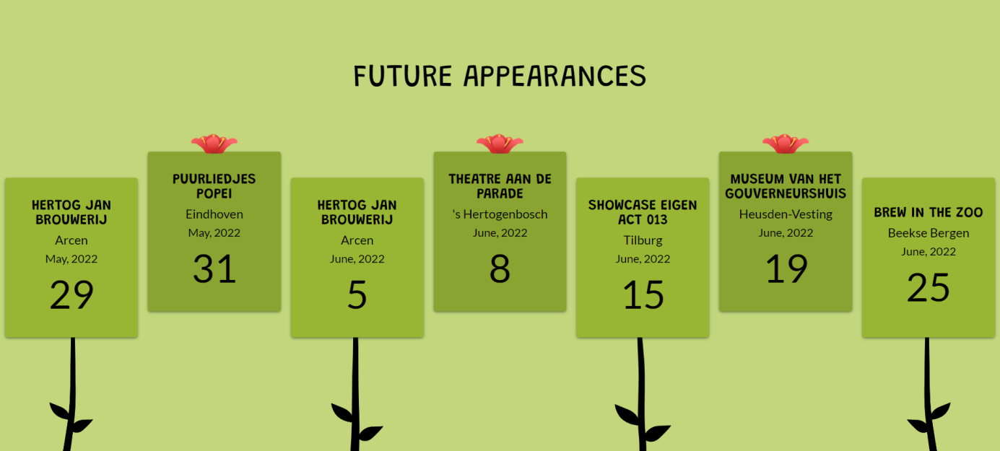 FUTURE APPEARANCES
HERTOG JAN
BROUWERIJ
Arcen
May, 2022
29
PUURLIEDJES
POPEI
Eindhoven
May, 2022
31
HERTOG JAN
BROUWERIJ
Arcen
June, 2022
5
THEATRE AAN DE
PARADE
's Hertogenbosch
June, 2022
8
SHOWCASE EIGEN
ACT 013
Tilburg
June, 2022
15
MUSEUM VAN HET
GOUVERNEURSHUIS
Heusden-Vesting
June, 2022
19
BREW IN THE ZOO
Beekse Bergen
June, 2022
25